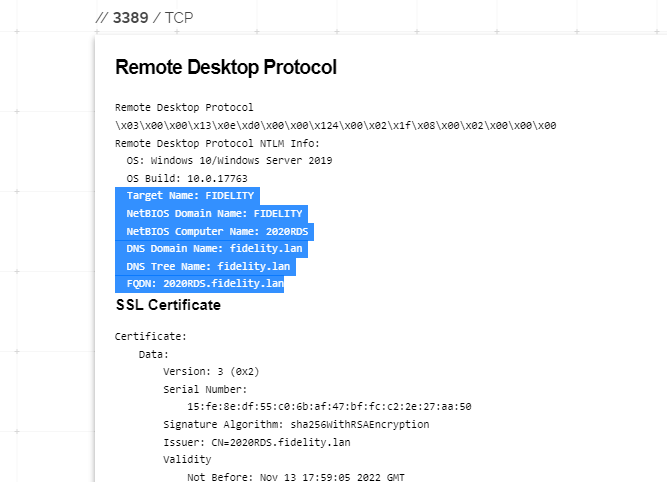 // 3389 / TCP
Remote Desktop Protocol
Remote Desktop Protocol
\x03\x00\x00\x13\x0e\xd0\x00\x00\x124\x00\x02\x1f\x08\x00\x02\x00\x00\x00
Remote Desktop Protocol NTLM Info:
OS: Windows 10/Windows Server 2019
OS Build: 10.0.17763
Target Name: FIDELITY
NetBIOS Domain Name: FIDELITY
NetBIOS Computer Name: 2020RDS
DNS Domain Name: fidelity.lan
DNS Tree Name: fidelity.lan
FQDN: 2020RDS.fidelity.lan
SSL Certificate
Certificate:
Data:
Version: 3 (0x2)
Serial Number:
15:fe:8e:df:55:c0:6b:af:47:bf:fc:c2:2e:27:aa:50
Signature Algorithm: sha256WithRSAEncryption
Issuer: CN=2020RDS.fidelity.lan
Validity
Not Before: Nov 13 17:59:05 2022 GMT